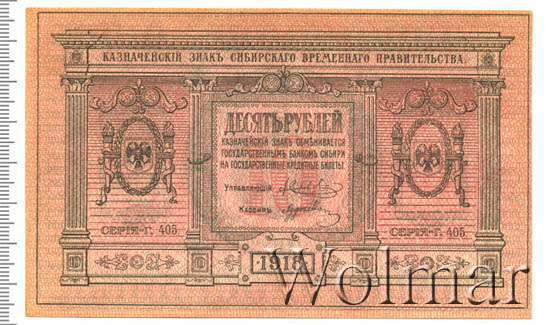 КАЗНАЧЕЙСКІЙ ЗНАКЪ СИБИРСКАГО ВРЕМЕННАГО ПРАВИТЕЛЬСТВА.
ДЕСЯТЬ РУБЛЕЙ
КАЗНАЧЕЙСКІЙ ЗНАКЪ ОБМѢНИВАЕТСЯ
ГОСУДАРСТВЕННЫМЪ БАНКОМЪ СИБИРИ
НА ГОСУДАРСТВЕННЫЕ КРЕДИТНЫЕ БИЛЕТЫ.
10
Управляющій
Кассиръ
СЕРІЯ-Г. 405. СЕРІЯ-Г. 405.
1918
Wolmar